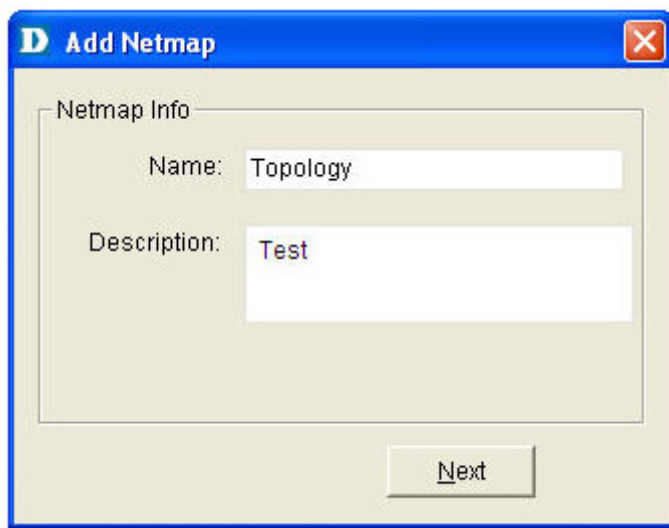 D Add Netmap
Netmap Info
Name: Topology
Description: Test
Next